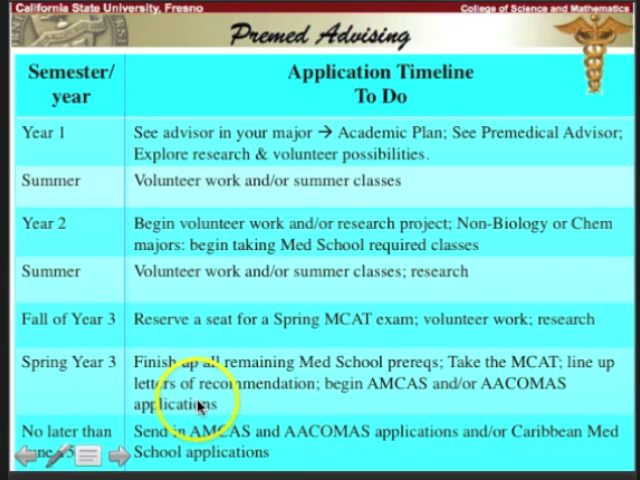 California State University, Fresno
College of Science and Mathematics
Premed Advising
Semester/
year
Application Timeline
To Do
Year 1
See advisor in your major → Academic Plan; See Premedical Advisor;
Explore research & volunteer possibilities.
Summer
Volunteer work and/or summer classes
Year 2
Begin volunteer work and/or research project; Non-Biology or Chem
majors: begin taking Med School required classes
Summer
Volunteer work and/or summer classes; research
Fall of Year 3
Reserve a seat for a Spring MCAT exam; volunteer work; research
Spring Year 3
Finish up all remaining Med School prereqs; Take the MCAT; line up
letters of recommendation; begin AMCAS and/or AACOMAS
applications
No later than
Send in AMCAS and AACOMAS applications and/or Caribbean Med
School applications